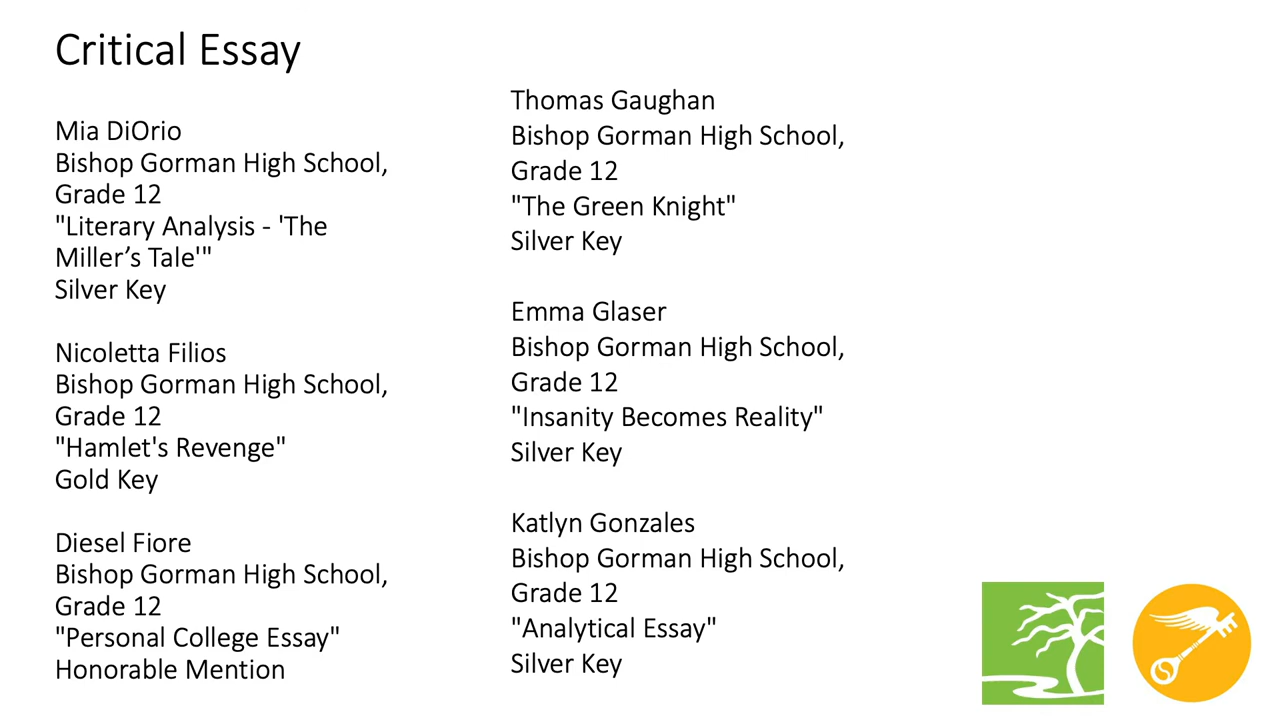 Critical Essay
Mia DiOrio
Bishop Gorman High School,
Grade 12
"Literary Analysis - 'The
Miller’s Tale'"
Silver Key
Nicoletta Filios
Bishop Gorman High School,
Grade 12
"Hamlet's Revenge"
Gold Key
Diesel Fiore
Bishop Gorman High School,
Grade 12
"Personal College Essay"
Honorable Mention
Thomas Gaughan
Bishop Gorman High School,
Grade 12
"The Green Knight"
Silver Key
Emma Glaser
Bishop Gorman High School,
Grade 12
"Insanity Becomes Reality"
Silver Key
Katlyn Gonzales
Bishop Gorman High School,
Grade 12
"Analytical Essay"
Silver Key